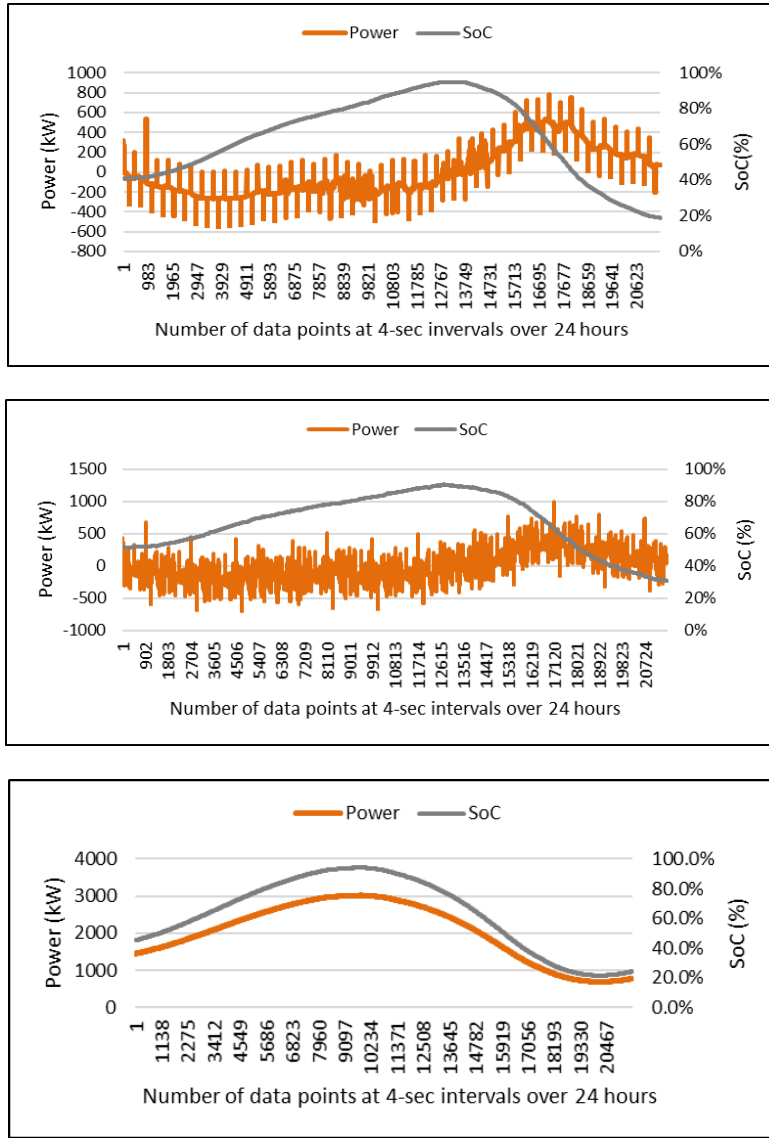 Power SoC
1000 100%
800
600 80%
400 60%
200
0 40%
-200
-400 20%
-600
-800 0%
Power (kW)
SoC(%)
1 983 1965 2947 3929 4911 5893 6875 7857 8839 9821 10803 11785 12767 13749 14731 15713 16695 17677 18659 19641 20623
Number of data points at 4-sec invervals over 24 hours
Power SoC
1500 100%
1000 80%
500 60%
0 40%
-500 20%
-1000 0%
Power (kW)
SoC (%)
1 902 1803 2704 3605 4506 5407 6308 7209 8110 9011 9912 10813 11714 12615 13516 14417 15318 16219 17120 18021 18922 19823 20724
Number of data points at 4-sec intervals over 24 hours
Power SoC
4000 100.0%
3000 80.0%
2000 60.0%
1000 40.0%
0 20.0%
0.0%
Power (kW)
SoC (%)
1 1138 2275 3412 4549 5686 6823 7960 9097 10234 11371 12508 13645 14782 15919 17056 18193 19330 20467
Number of data points at 4-sec intervals over 24 hours